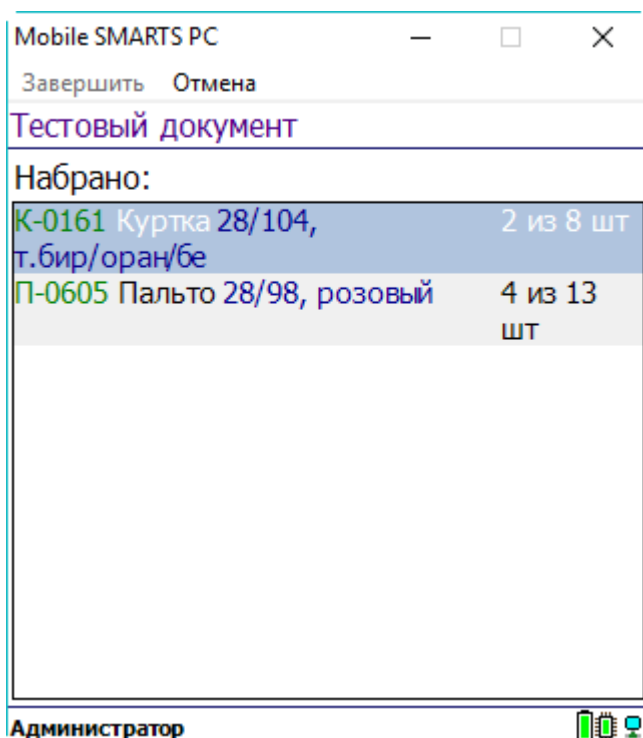 Mobile SMARTS PC
Завершить Отмена
Тестовый документ
Набрано:
К-0161 Куртка 28/104, 2 из 8 шт
т.бир/оран/бе
П-0605 Пальто 28/98, розовый 4 из 13
шт
Администратор